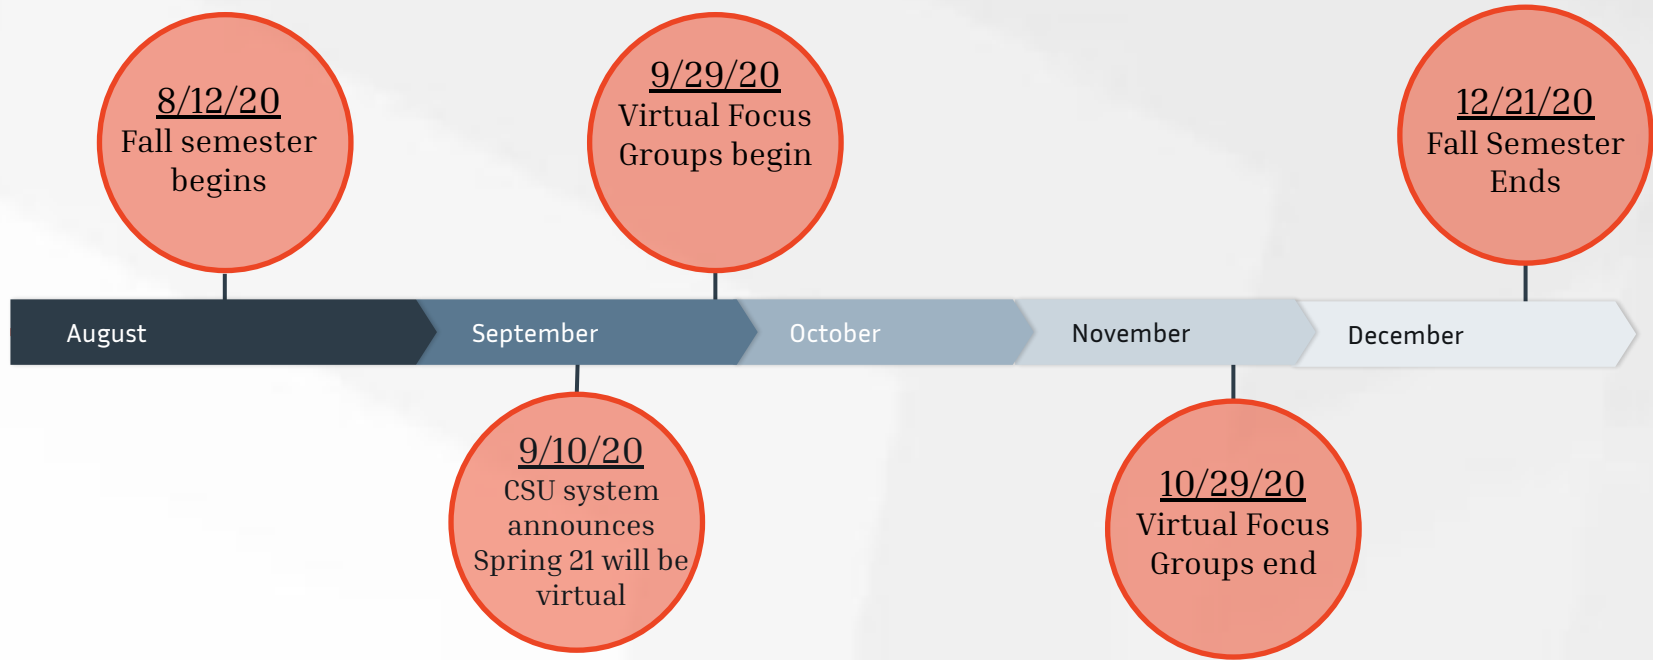 8/12/20
Fall semester
begins
9/29/20
Virtual Focus
Groups begin
12/21/20
Fall Semester
Ends
August
September
October
November
December
9/10/20
CSU system
announces
Spring 21 will be
virtual
10/29/20
Virtual Focus
Groups end